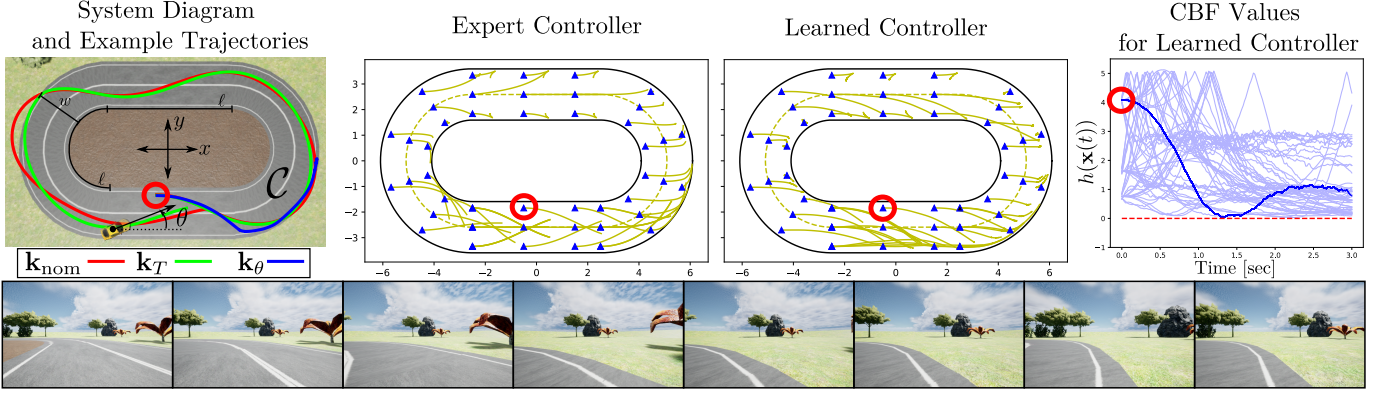 System Diagram
and Example Trajectories
Expert Controller
Learned Controller
CBF Values
for Learned Controller
w
ℓ
y
x
ℓ
𝒞
θ
k_nom k_T k_θ
3
2
1
0
−1
−2
−3
−6 −4 −2 0 2 4 6
3
2
1
0
−1
−2
−3
−6 −4 −2 0 2 4 6
h(x(t))
5
4
3
2
1
0
−1
0.0 0.5 1.0 1.5 2.0 2.5 3.0
Time [sec]